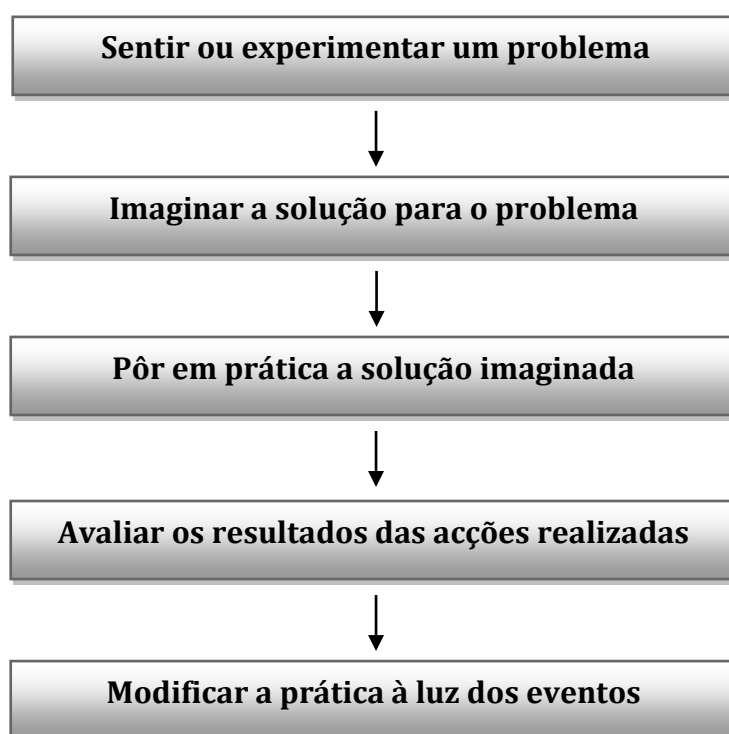 Sentir ou experimentar um problema
Imaginar a solução para o problema
Pôr em prática a solução imaginada
Avaliar os resultados das acções realizadas
Modificar a prática à luz dos eventos